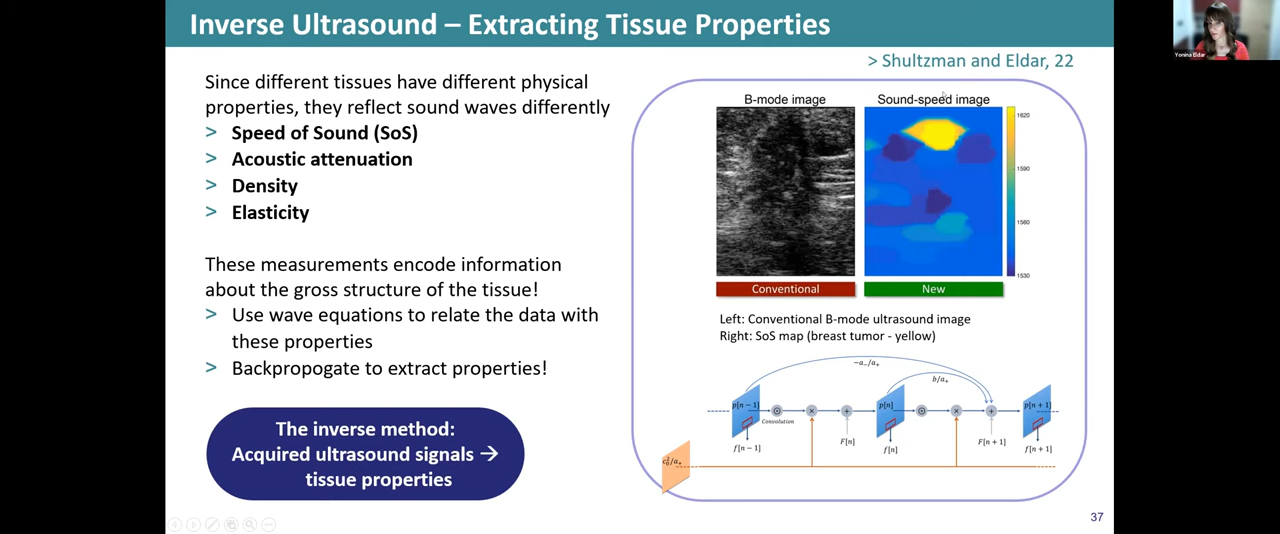 Inverse Ultrasound – Extracting Tissue Properties
> Shultzman and Eldar, 22
Yonina Eldar
Since different tissues have different physical
properties, they reflect sound waves differently
> Speed of Sound (SoS)
> Acoustic attenuation
> Density
> Elasticity
These measurements encode information
about the gross structure of the tissue!
> Use wave equations to relate the data with
these properties
> Backpropogate to extract properties!
The inverse method:
Acquired ultrasound signals →
tissue properties
B-mode image
Sound-speed image
1620
1590
1560
1530
Conventional
New
Left: Conventional B-mode ultrasound image
Right: SoS map (breast tumor - yellow)
−a₋/a₊
b/a₊
p[n−1]
p[n]
p[n+1]
Convolution
F[n]
F[n+1]
f[n−1]
f[n]
f[n+1]
c₀²/a₊
37